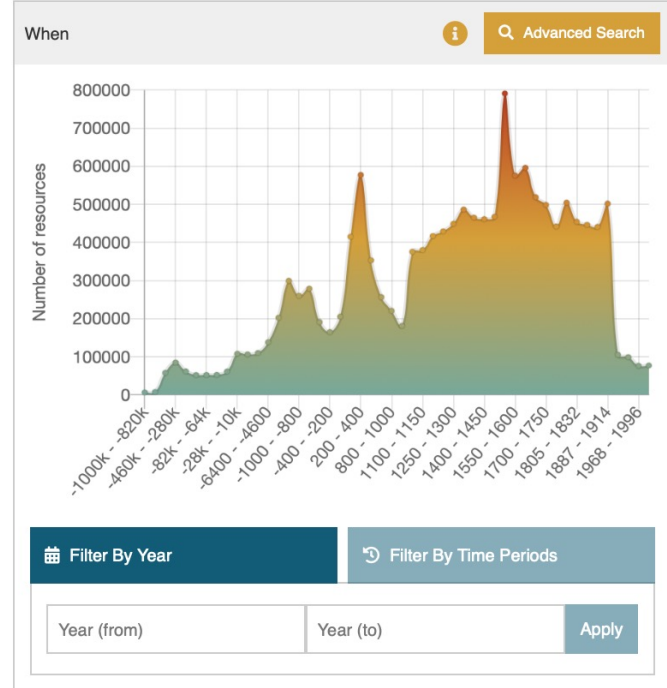 When
Advanced Search
Number of resources
800000
700000
600000
500000
400000
300000
200000
100000
0
-1000k - -820k
-460k - -280k
-82k - -64k
-28k - -10k
-6400 - -4600
-1000 - -800
-400 - -200
200 - 400
800 - 1000
1100 - 1150
1250 - 1300
1400 - 1450
1550 - 1600
1700 - 1750
1805 - 1832
1887 - 1914
1968 - 1996
Filter By Year
Filter By Time Periods
Year (from)
Year (to)
Apply